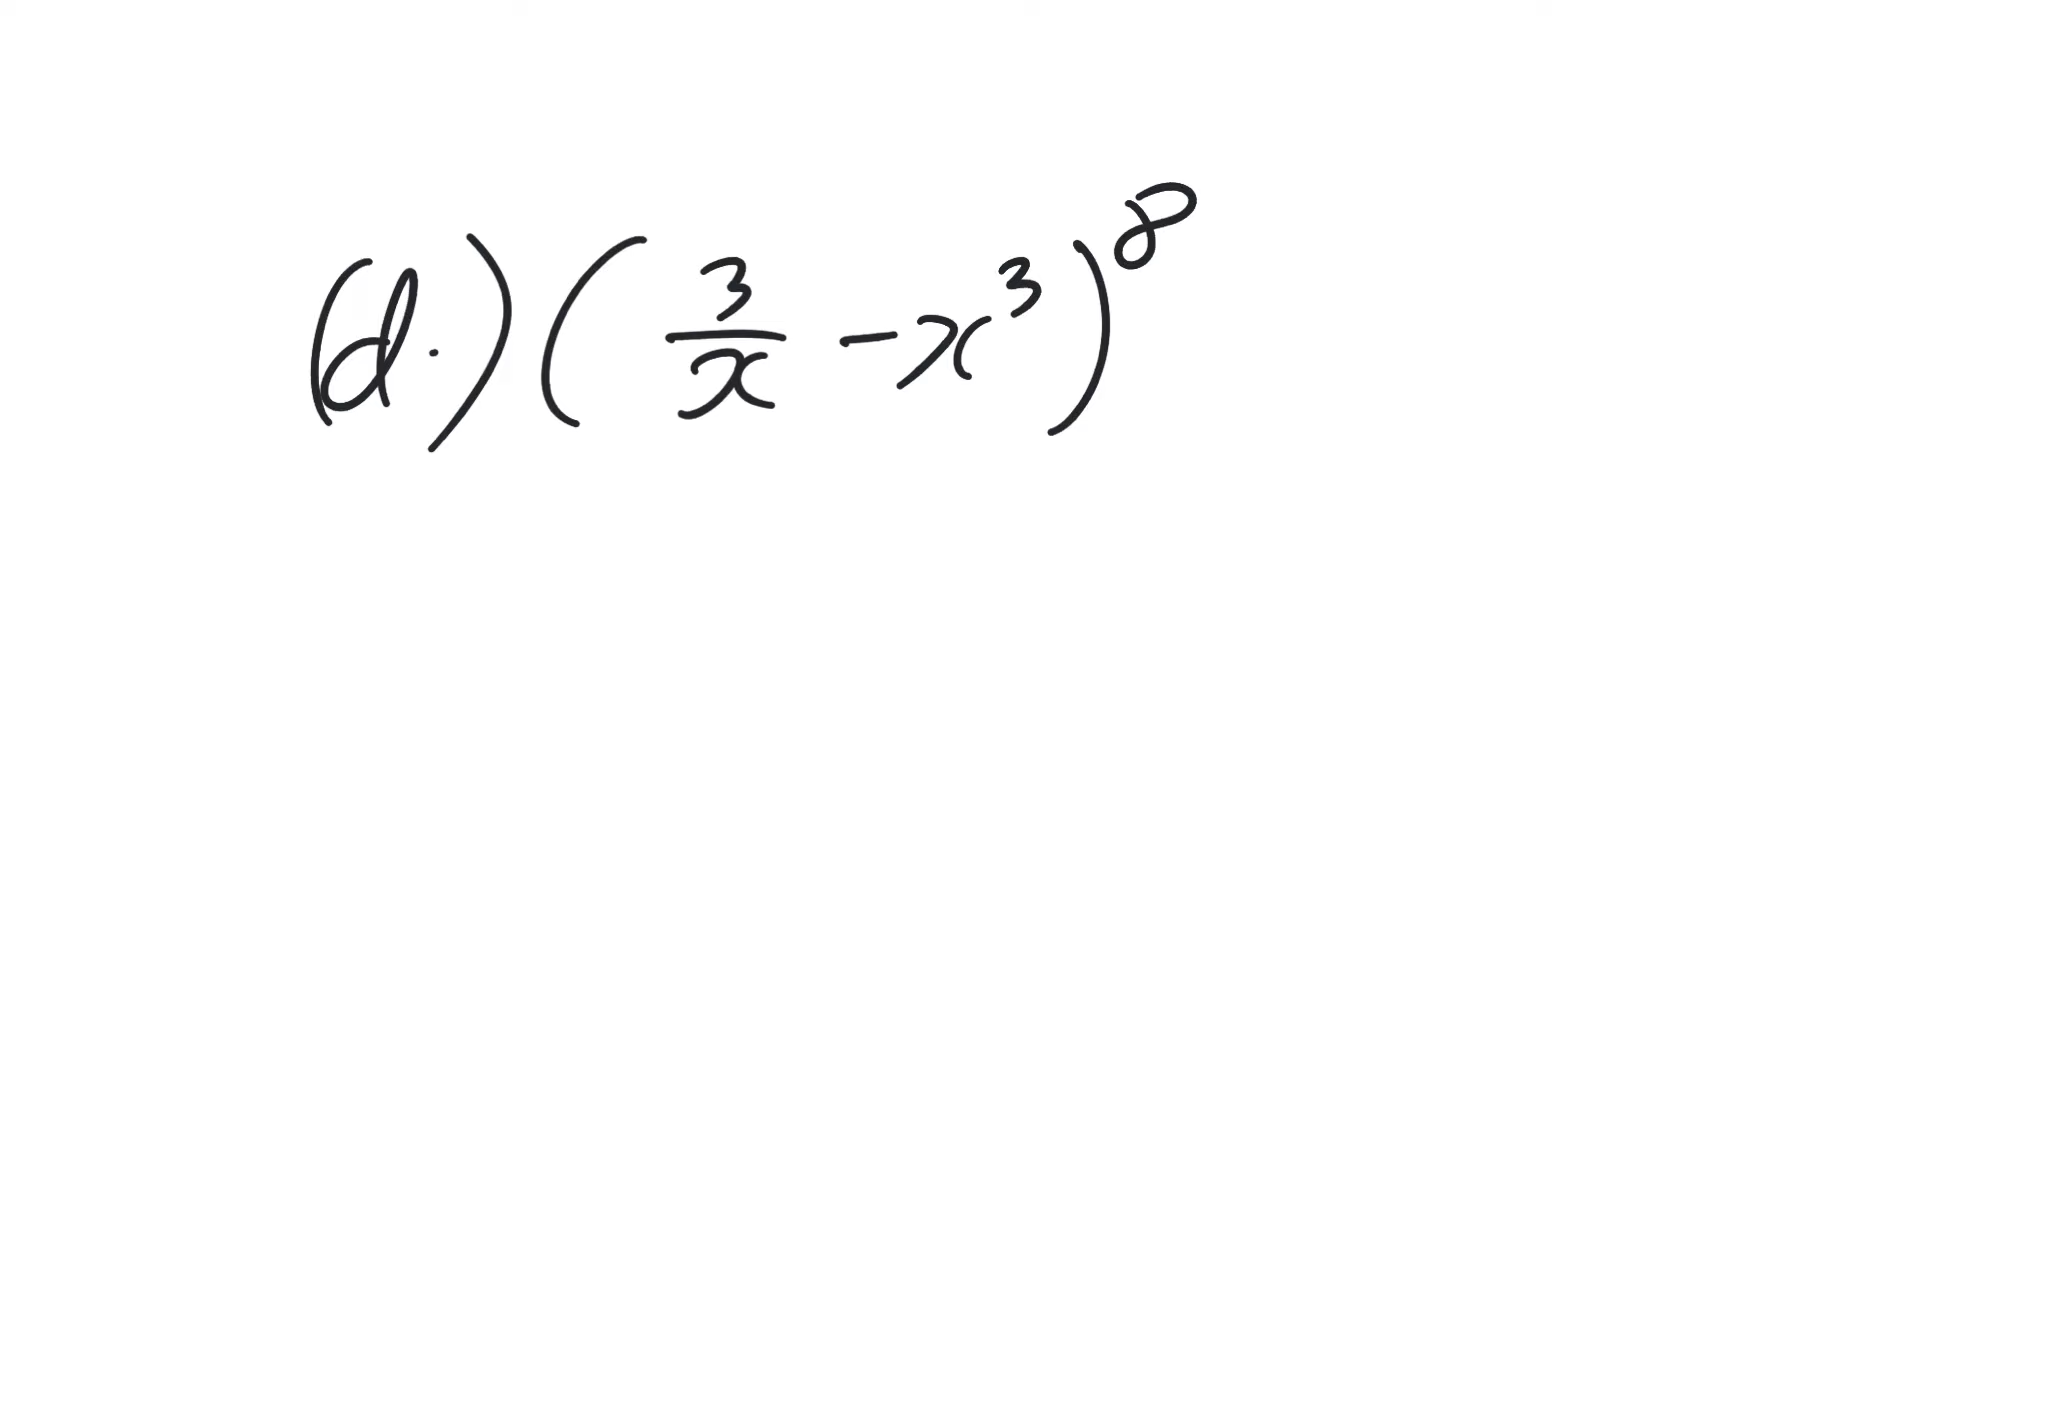 (d.) (3/x - x³)⁸